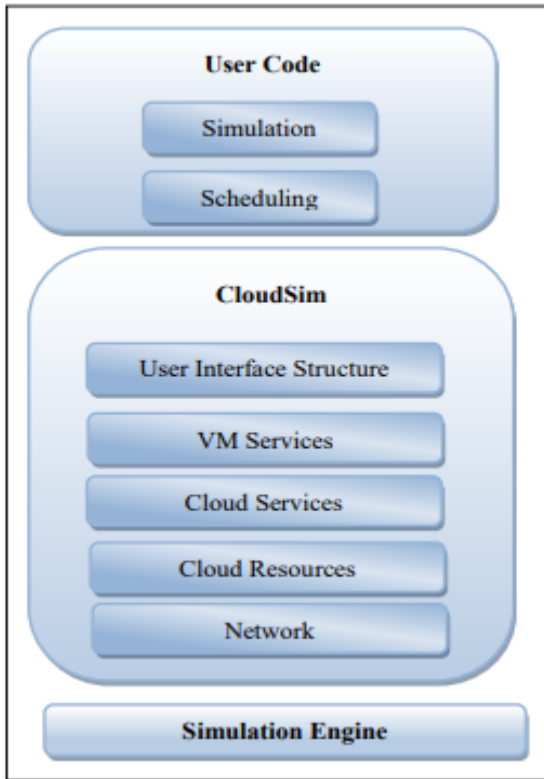 User Code
Simulation
Scheduling
CloudSim
User Interface Structure
VM Services
Cloud Services
Cloud Resources
Network
Simulation Engine